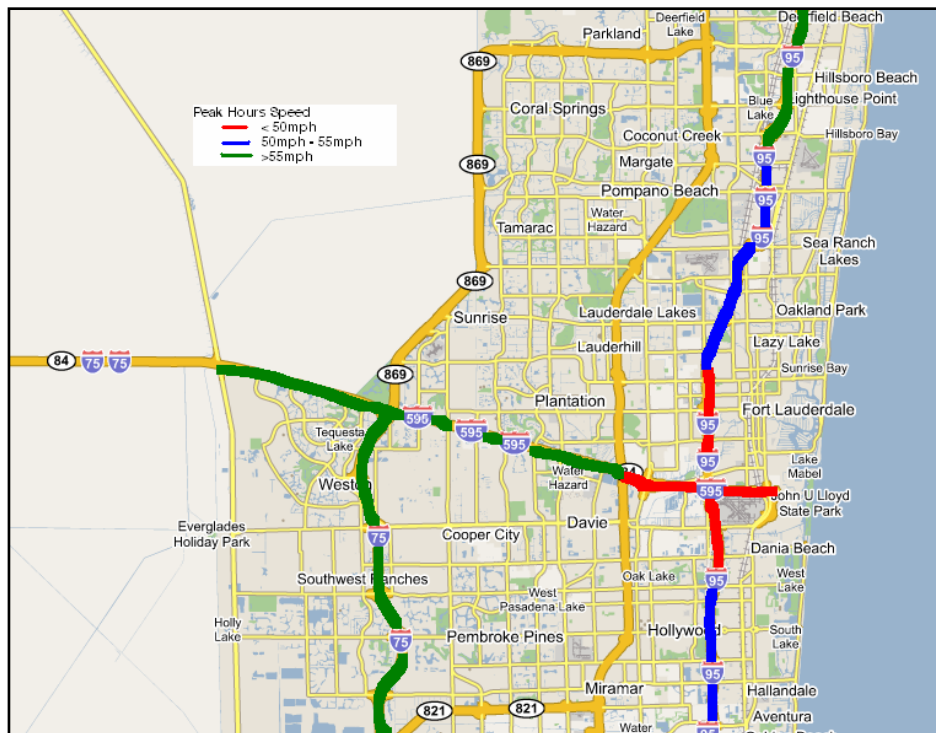 Deerfield Beach
Deerfield
Lake
Parkland
95
869
Hillsboro Beach
Coral Springs
Blue
Lake
Lighthouse Point
Peak Hours Speed
< 50mph
50mph - 55mph
>55mph
Coconut Creek
Hillsboro Bay
95
869
Margate
Pompano Beach
95
Water
Hazard
Tamarac
95
Sea Ranch
Lakes
869
Sunrise
Lauderdale Lakes
Oakland Park
Lauderhill
Lazy Lake
84
75
75
869
Sunrise Bay
Plantation
Fort Lauderdale
595
595
595
95
Tequesta
Lake
95
Lake
Mabel
Water
Hazard
84
Weston
595
John U Lloyd
State Park
Everglades
Holiday Park
75
Cooper City
Davie
Dania Beach
Southwest Ranches
Oak Lake
95
West
Lake
West
Pasadena Lake
Holly
Lake
75
Pembroke Pines
Hollywood
South
Lake
95
Miramar
Hallandale
821
821
Aventura
Water
95